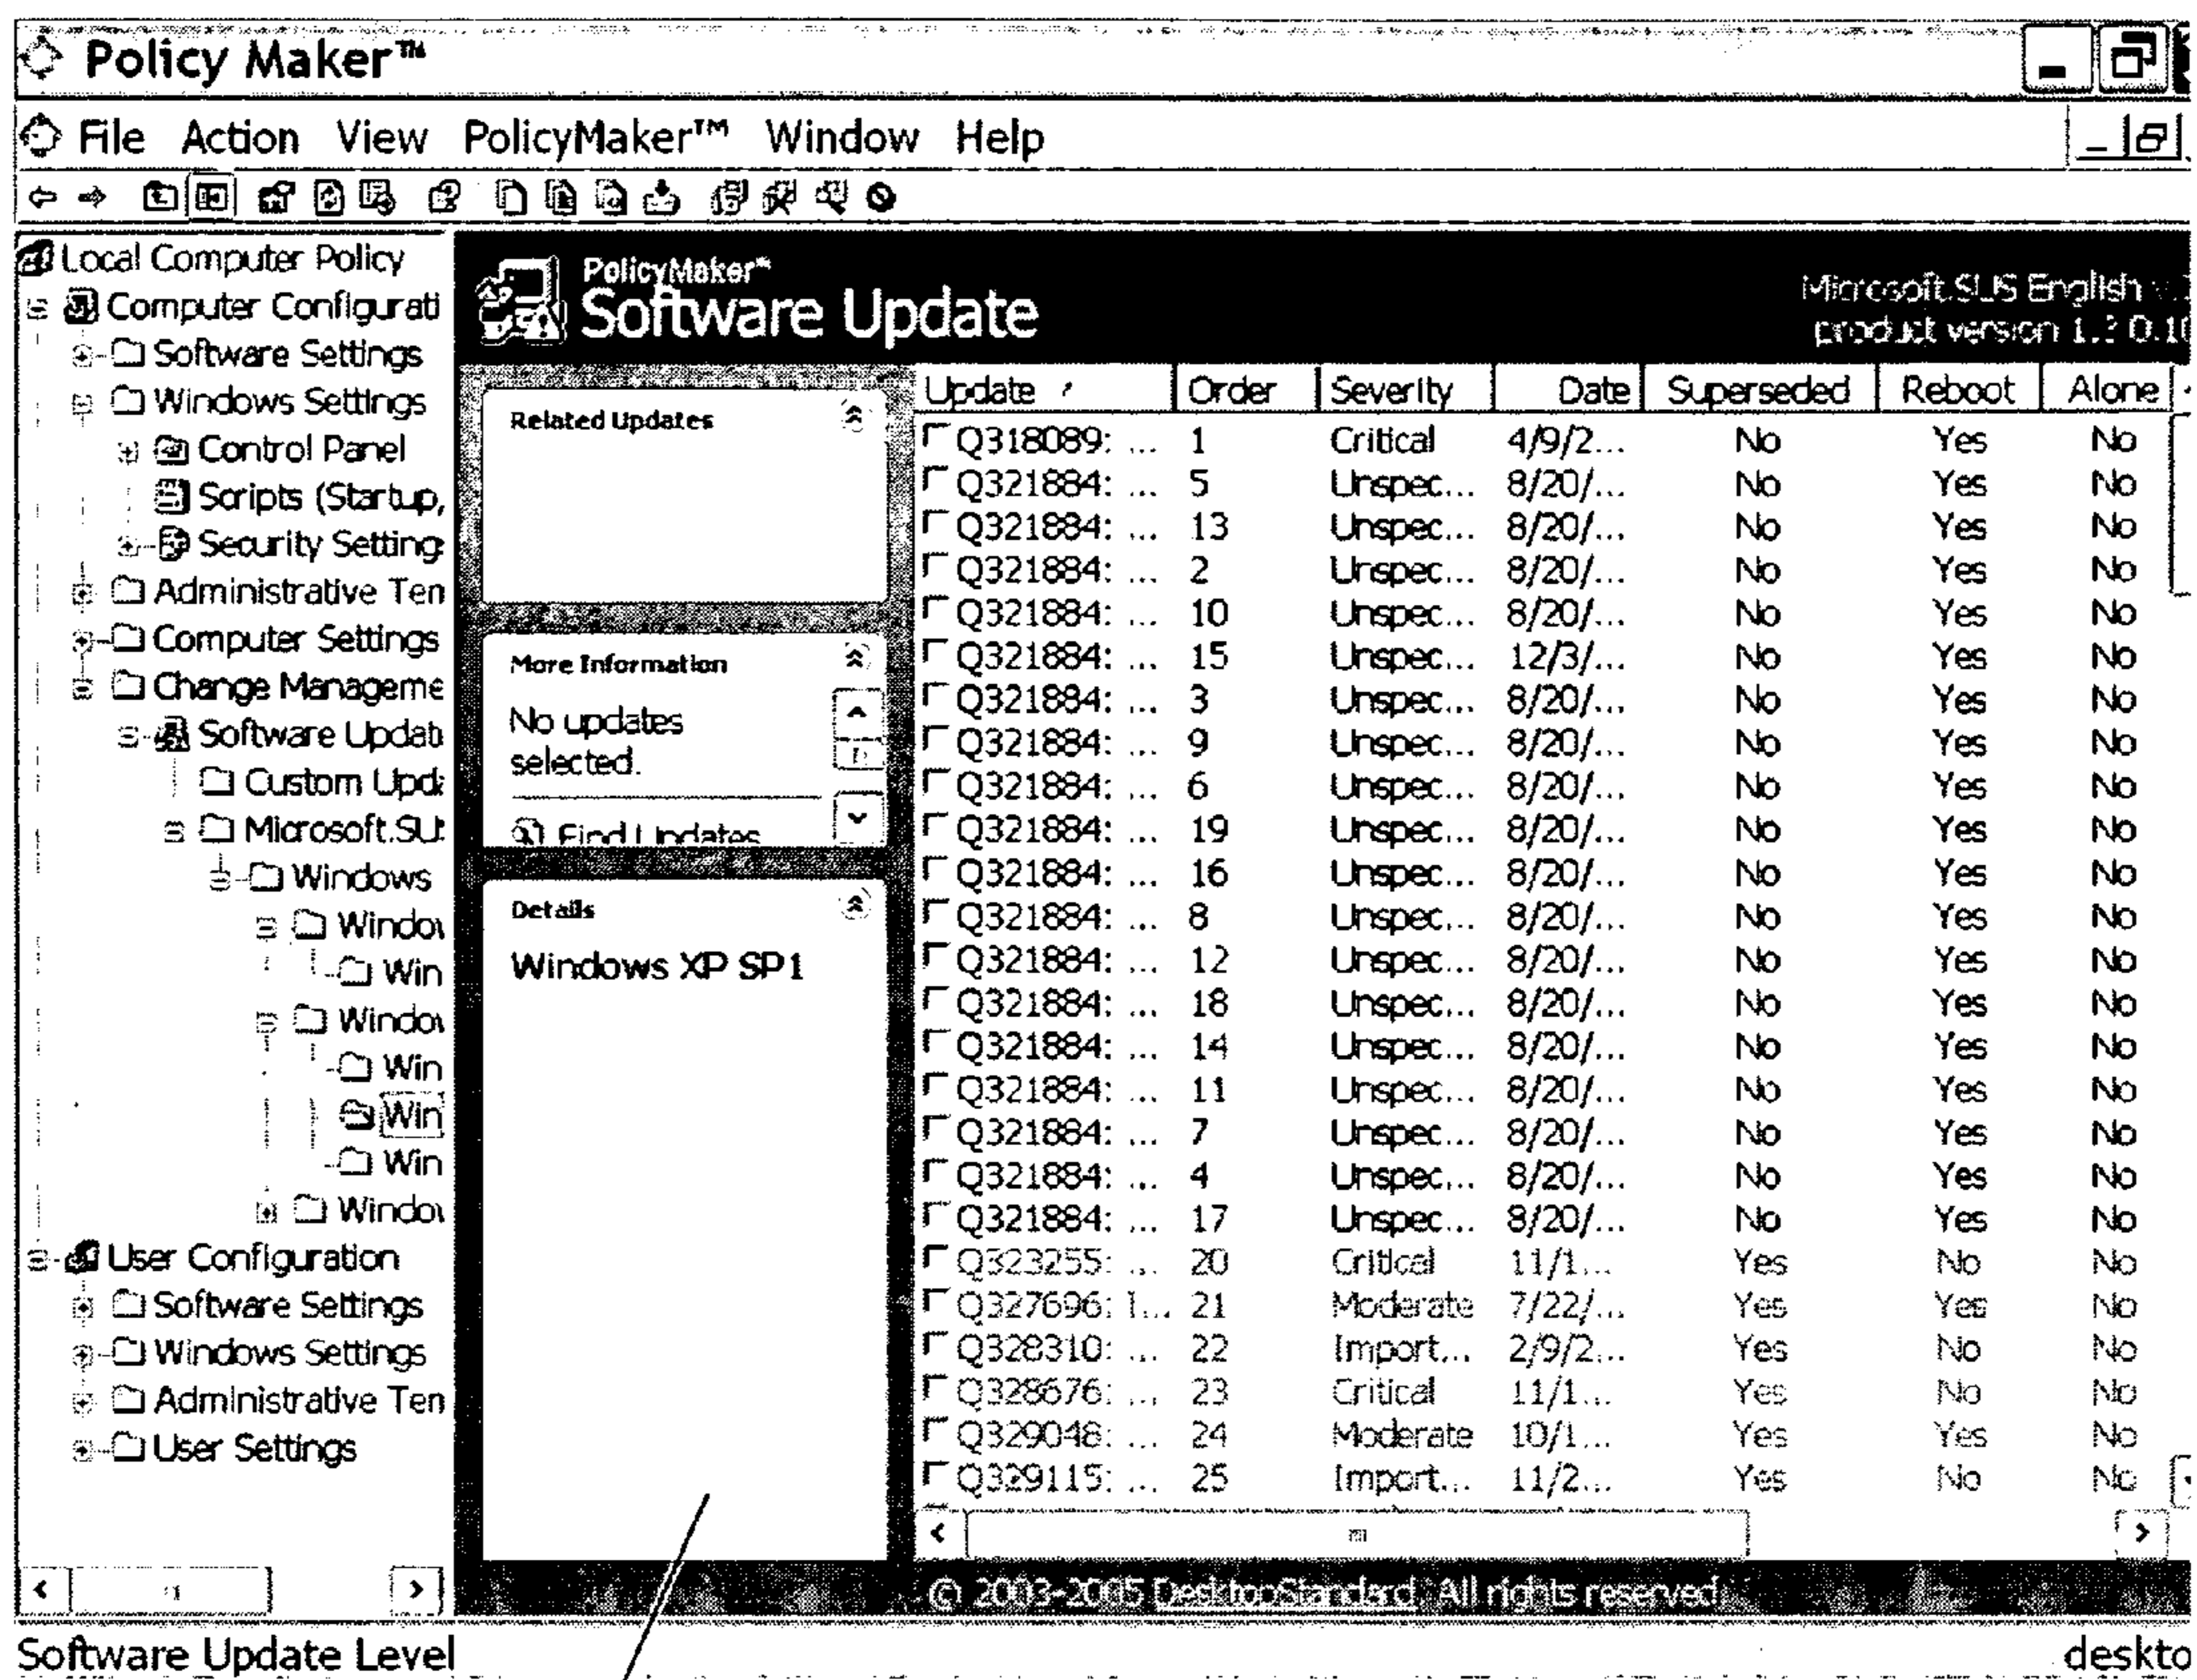 Policy Maker™
File Action View PolicyMaker™ Window Help
Local Computer Policy
Computer Configurati
Software Settings
Windows Settings
Control Panel
Scripts (Startup,
Security Setting
Administrative Ten
Computer Settings
Change Manageme
Software Updati
Custom Upd
Microsoft.SU
Windows
Window
Win
Window
Win
Win
Win
Window
User Configuration
Software Settings
Windows Settings
Administrative Ten
User Settings
PolicyMaker™
Software Update
Microsoft.SUS English
product version
Related Updates
More Information
No updates
selected.
Find Updates
Details
Windows XP SP1
Update Order Severity Date Superseded Reboot Alone
Q318089: ... 1 Critical 4/9/2... No Yes No
Q321884: ... 5 Unspec... 8/20/... No Yes No
Q321884: ... 13 Unspec... 8/20/... No Yes No
Q321884: ... 2 Unspec... 8/20/... No Yes No
Q321884: ... 10 Unspec... 8/20/... No Yes No
Q321884: ... 15 Unspec... 12/3/... No Yes No
Q321884: ... 3 Unspec... 8/20/... No Yes No
Q321884: ... 9 Unspec... 8/20/... No Yes No
Q321884: ... 6 Unspec... 8/20/... No Yes No
Q321884: ... 19 Unspec... 8/20/... No Yes No
Q321884: ... 16 Unspec... 8/20/... No Yes No
Q321884: ... 8 Unspec... 8/20/... No Yes No
Q321884: ... 12 Unspec... 8/20/... No Yes No
Q321884: ... 18 Unspec... 8/20/... No Yes No
Q321884: ... 14 Unspec... 8/20/... No Yes No
Q321884: ... 11 Unspec... 8/20/... No Yes No
Q321884: ... 7 Unspec... 8/20/... No Yes No
Q321884: ... 4 Unspec... 8/20/... No Yes No
Q321884: ... 17 Unspec... 8/20/... No Yes No
Q323255: ... 20 Critical 11/1... Yes No No
Q327696: I... 21 Moderate 7/22/... Yes Yes No
Q328310: ... 22 Import... 2/9/2... Yes No No
Q328676: ... 23 Critical 11/1... Yes No No
Q329048: ... 24 Moderate 10/1... Yes Yes No
Q329115: ... 25 Import... 11/2... Yes No No
© 2003-2005 DesktopStandard. All rights reserved
Software Update Level
deskto